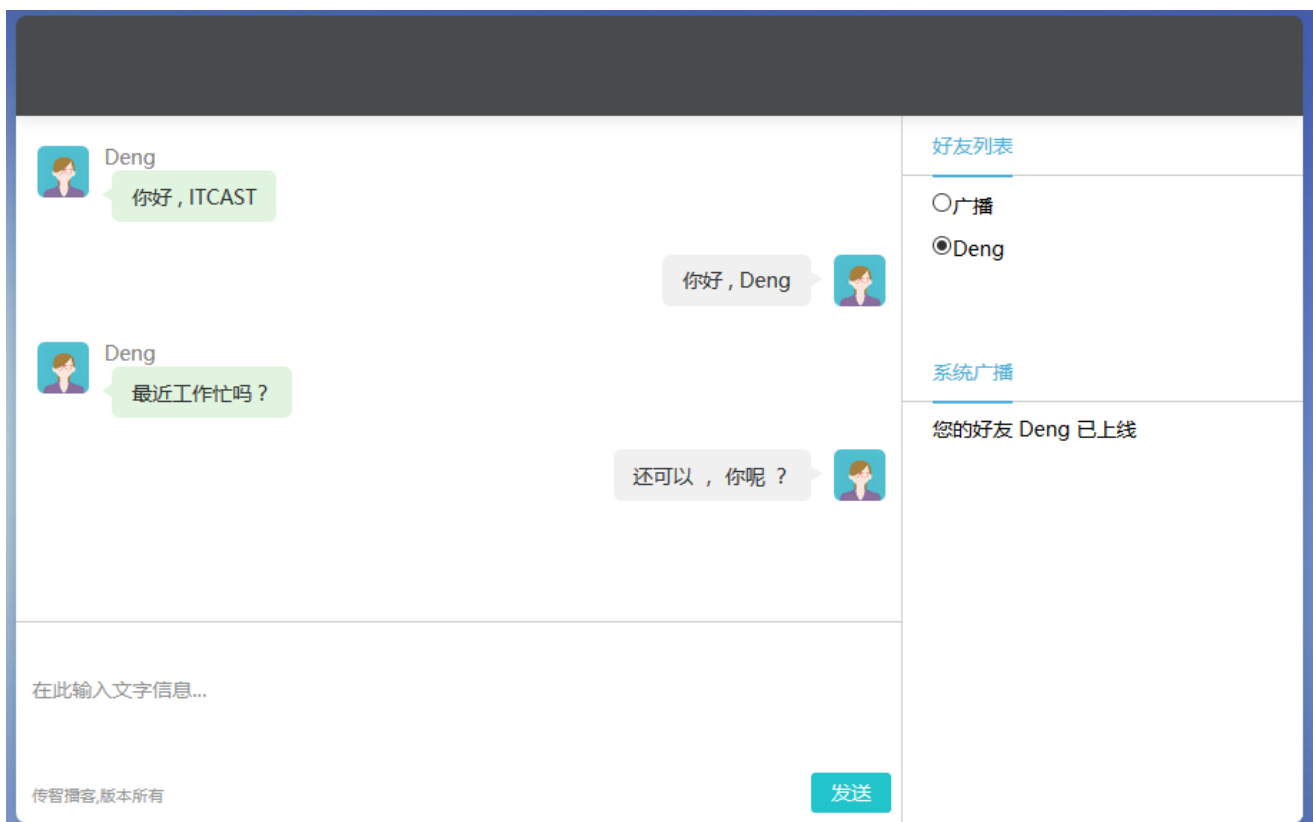 Deng
你好 , ITCAST
你好 , Deng
Deng
最近工作忙吗？
还可以 ， 你呢 ？
在此输入文字信息...
传智播客,版本所有
发送
好友列表
广播
Deng
系统广播
您的好友 Deng 已上线